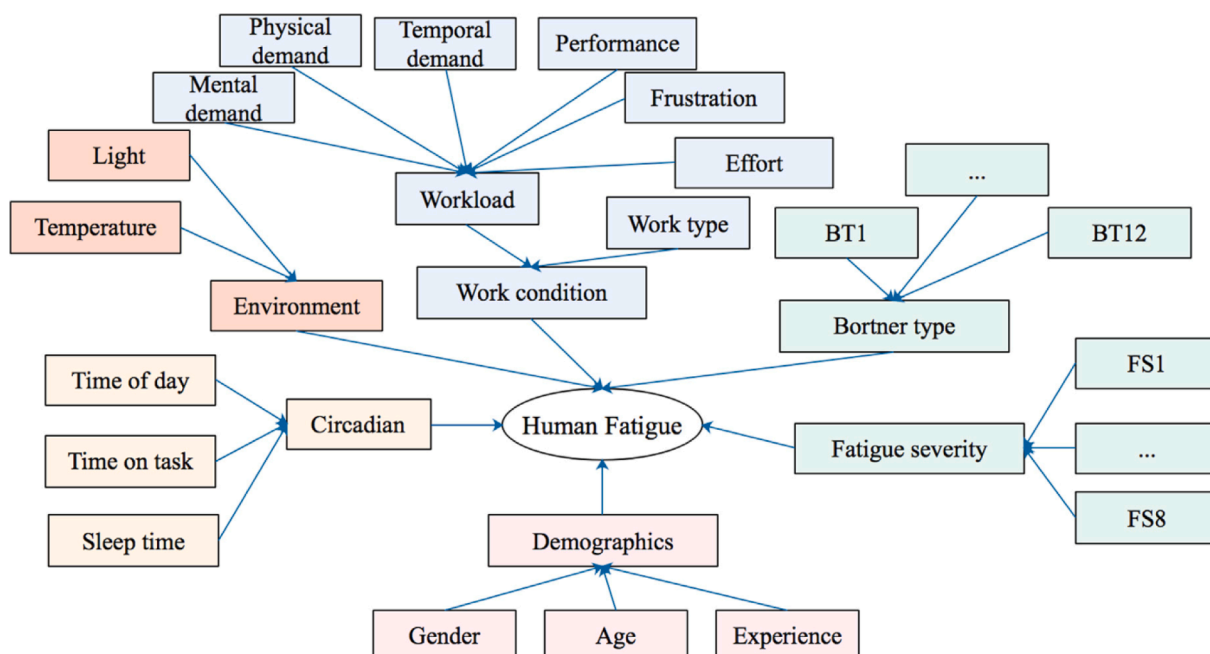 Physical
demand
Temporal
demand
Performance
Mental
demand
Frustration
Light
Effort
...
Workload
Temperature
Work type
BT1
BT12
Environment
Work condition
Bortner type
Time of day
FS1
Circadian
Human Fatigue
Time on task
Fatigue severity
...
Sleep time
FS8
Demographics
Gender
Age
Experience